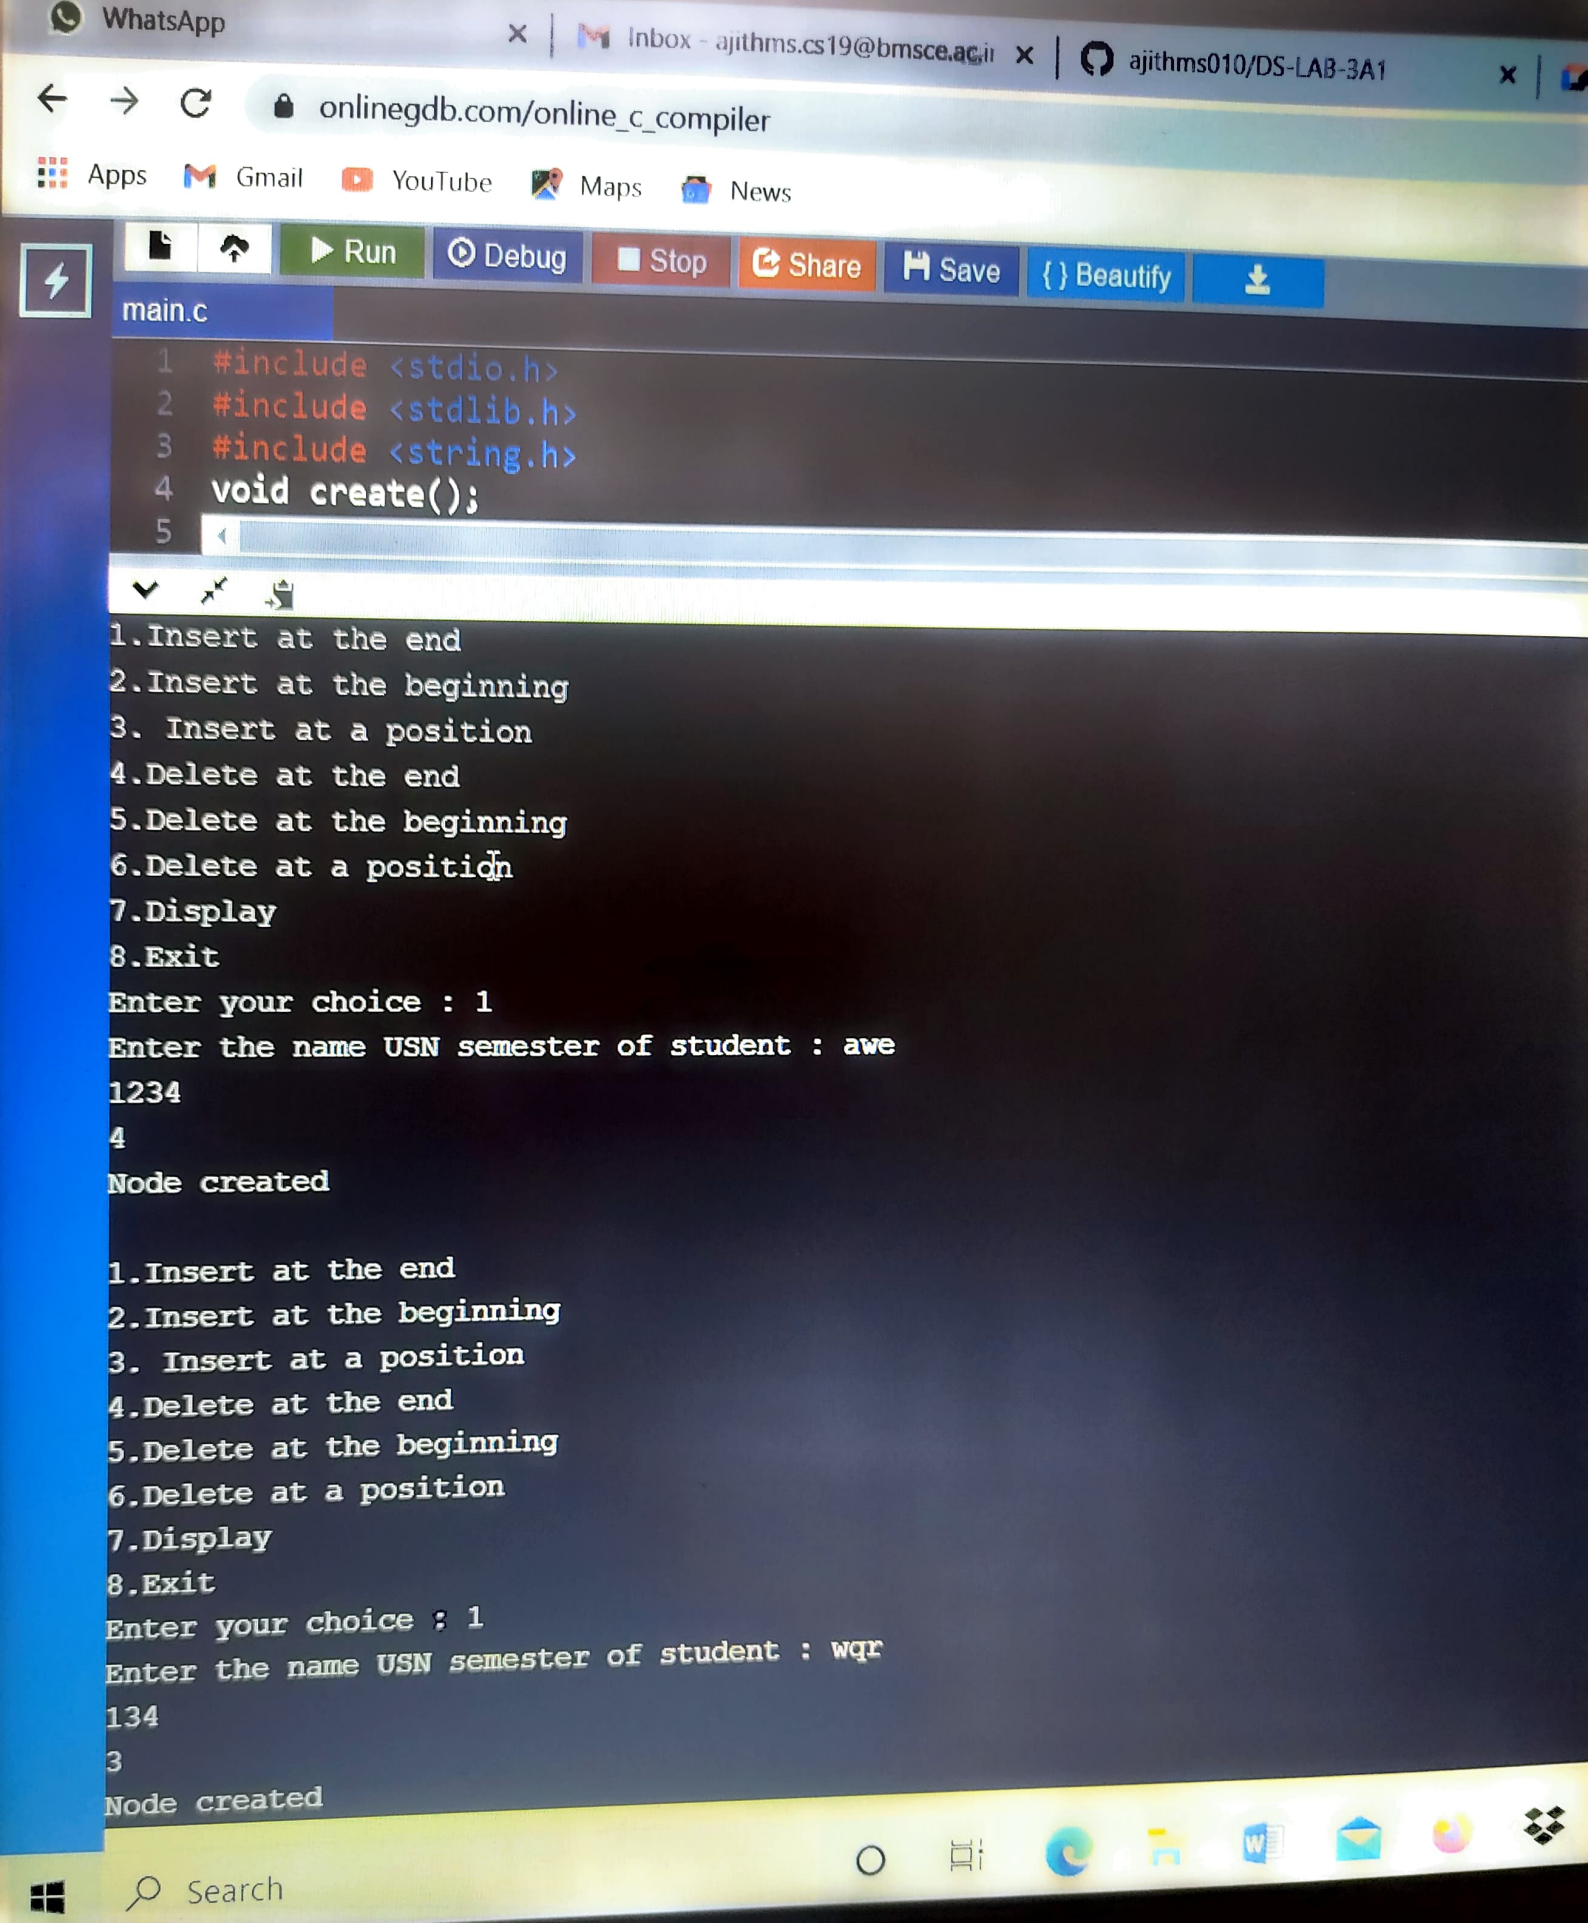 WhatsApp
Inbox - ajithms.cs19@bmsce.ac.i
ajithms010/DS-LAB-3A1
onlinegdb.com/online_c_compiler
Apps Gmail YouTube Maps News
Run Debug Stop Share Save { } Beautify
main.c
1 #include <stdio.h>
2 #include <stdlib.h>
3 #include <string.h>
4 void create();
5
1.Insert at the end
2.Insert at the beginning
3. Insert at a position
4.Delete at the end
5.Delete at the beginning
6.Delete at a position
7.Display
8.Exit
Enter your choice : 1
Enter the name USN semester of student : awe
1234
4
Node created
1.Insert at the end
2.Insert at the beginning
3. Insert at a position
4.Delete at the end
5.Delete at the beginning
6.Delete at a position
7.Display
8.Exit
Enter your choice : 1
Enter the name USN semester of student : wqr
134
3
Node created
Search